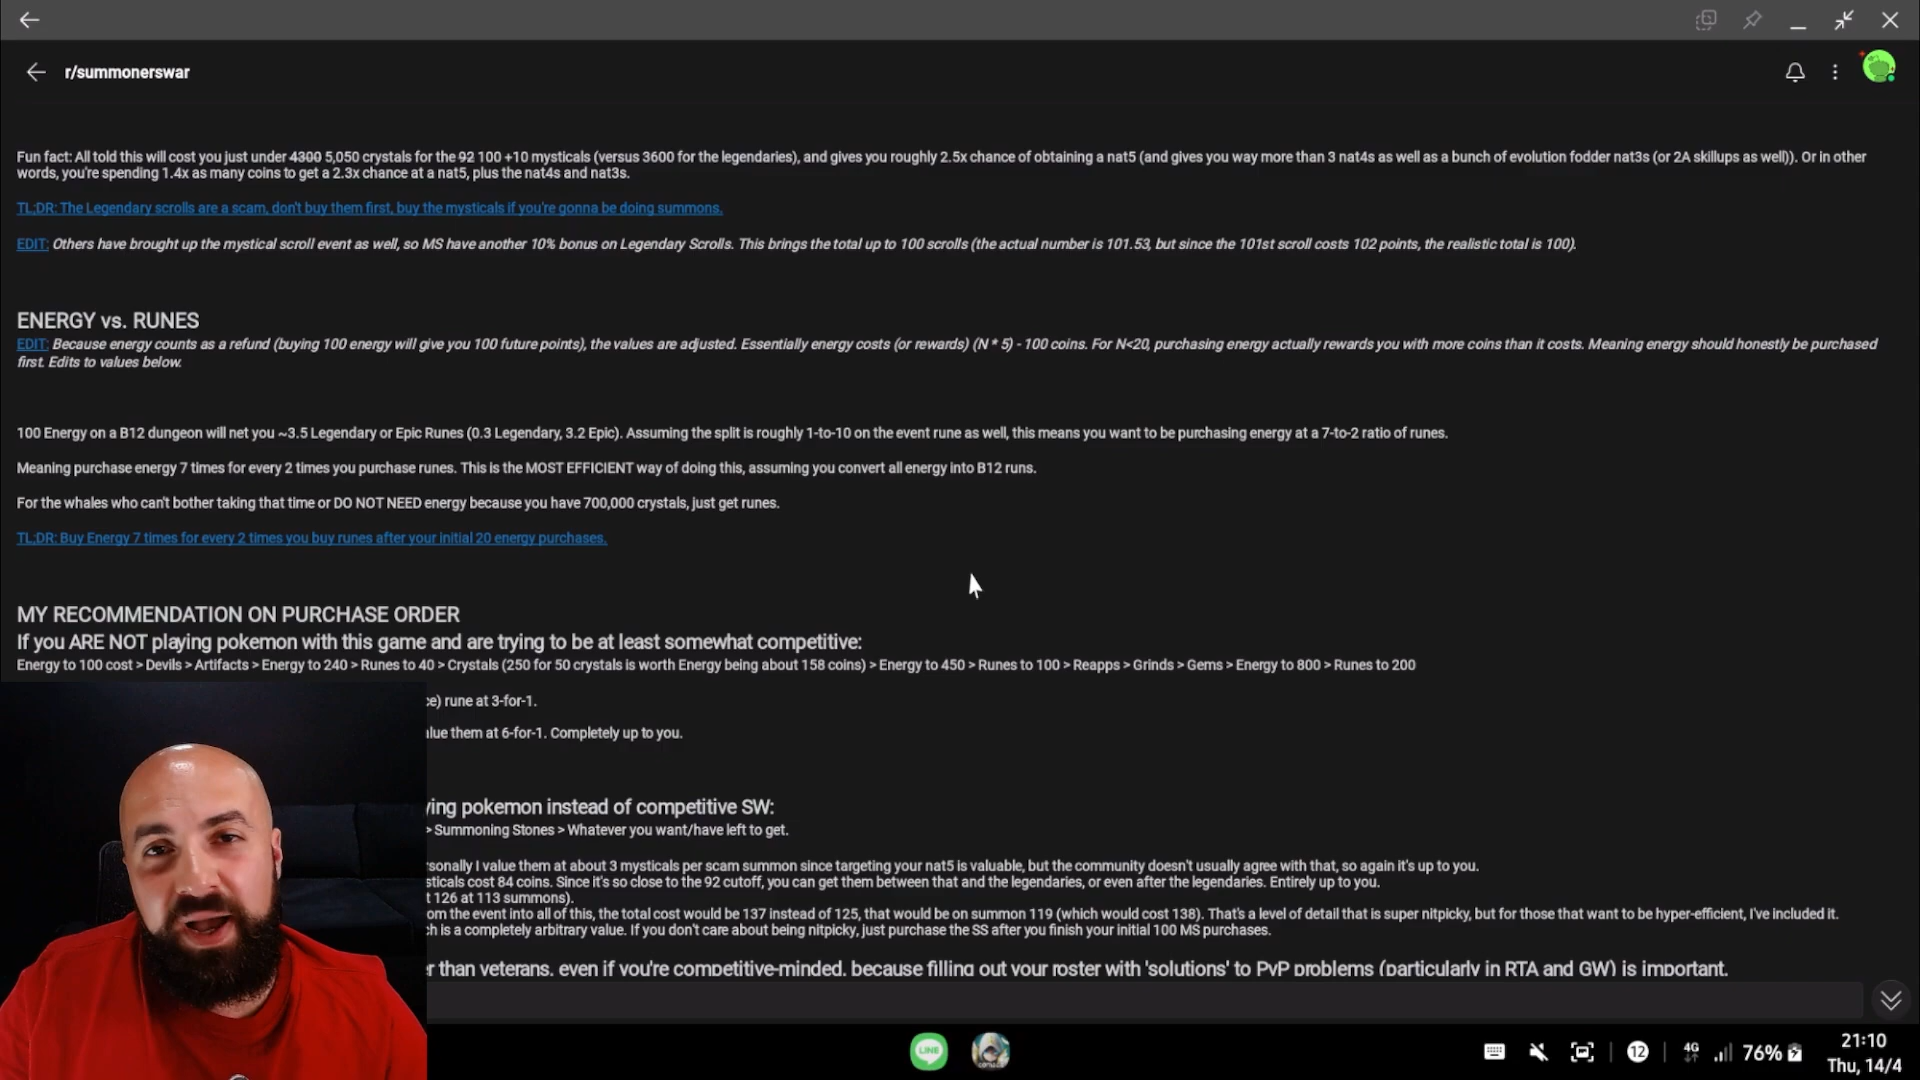 r/summonerswar
Fun fact: All told this will cost you just under 4300 5,050 crystals for the 92 100 +10 mysticals (versus 3600 for the legendaries), and gives you roughly 2.5x chance of obtaining a nat5 (and gives you way more than 3 nat4s as well as a bunch of evolution fodder nat3s (or 2A skillups as well)). Or in other
words, you're spending 1.4x as many coins to get a 2.3x chance at a nat5, plus the nat4s and nat3s.
TL;DR: The Legendary scrolls are a scam, don't buy them first, buy the mysticals if you're gonna be doing summons.
EDIT: Others have brought up the mystical scroll event as well, so MS have another 10% bonus on Legendary Scrolls. This brings the total up to 100 scrolls (the actual number is 101.53, but since the 101st scroll costs 102 points, the realistic total is 100).
ENERGY vs. RUNES
EDIT: Because energy counts as a refund (buying 100 energy will give you 100 future points), the values are adjusted. Essentially energy costs (or rewards) (N * 5) - 100 coins. For N<20, purchasing energy actually rewards you with more coins than it costs. Meaning energy should honestly be purchased
first. Edits to values below.
100 Energy on a B12 dungeon will net you ~3.5 Legendary or Epic Runes (0.3 Legendary, 3.2 Epic). Assuming the split is roughly 1-to-10 on the event rune as well, this means you want to be purchasing energy at a 7-to-2 ratio of runes.
Meaning purchase energy 7 times for every 2 times you purchase runes. This is the MOST EFFICIENT way of doing this, assuming you convert all energy into B12 runs.
For the whales who can't bother taking that time or DO NOT NEED energy because you have 700,000 crystals, just get runes.
TL;DR: Buy Energy 7 times for every 2 times you buy runes after your initial 20 energy purchases.
MY RECOMMENDATION ON PURCHASE ORDER
If you ARE NOT playing pokemon with this game and are trying to be at least somewhat competitive:
Energy to 100 cost > Devils > Artifacts > Energy to 240 > Runes to 40 > Crystals (250 for 50 crystals is worth Energy being about 158 coins) > Energy to 450 > Runes to 100 > Reapps > Grinds > Gems > Energy to 800 > Runes to 200
ce) rune at 3-for-1.
alue them at 6-for-1. Completely up to you.
ying pokemon instead of competitive SW:
> Summoning Stones > Whatever you want/have left to get.
rsonally I value them at about 3 mysticals per scam summon since targeting your nat5 is valuable, but the community doesn't usually agree with that, so again it's up to you.
sticals cost 84 coins. Since it's so close to the 92 cutoff, you can get them between that and the legendaries, or even after the legendaries. Entirely up to you.
t 126 at 113 summons).
om the event into all of this, the total cost would be 137 instead of 125, that would be on summon 119 (which would cost 138). That's a level of detail that is super nitpicky, but for those that want to be hyper-efficient, I've included it.
ch is a completely arbitrary value. If you don't care about being nitpicky, just purchase the SS after you finish your initial 100 MS purchases.
r than veterans, even if you're competitive-minded, because filling out your roster with 'solutions' to PvP problems (particularly in RTA and GW) is important.
LINE
12
4G
76%
21:10
Thu, 14/4